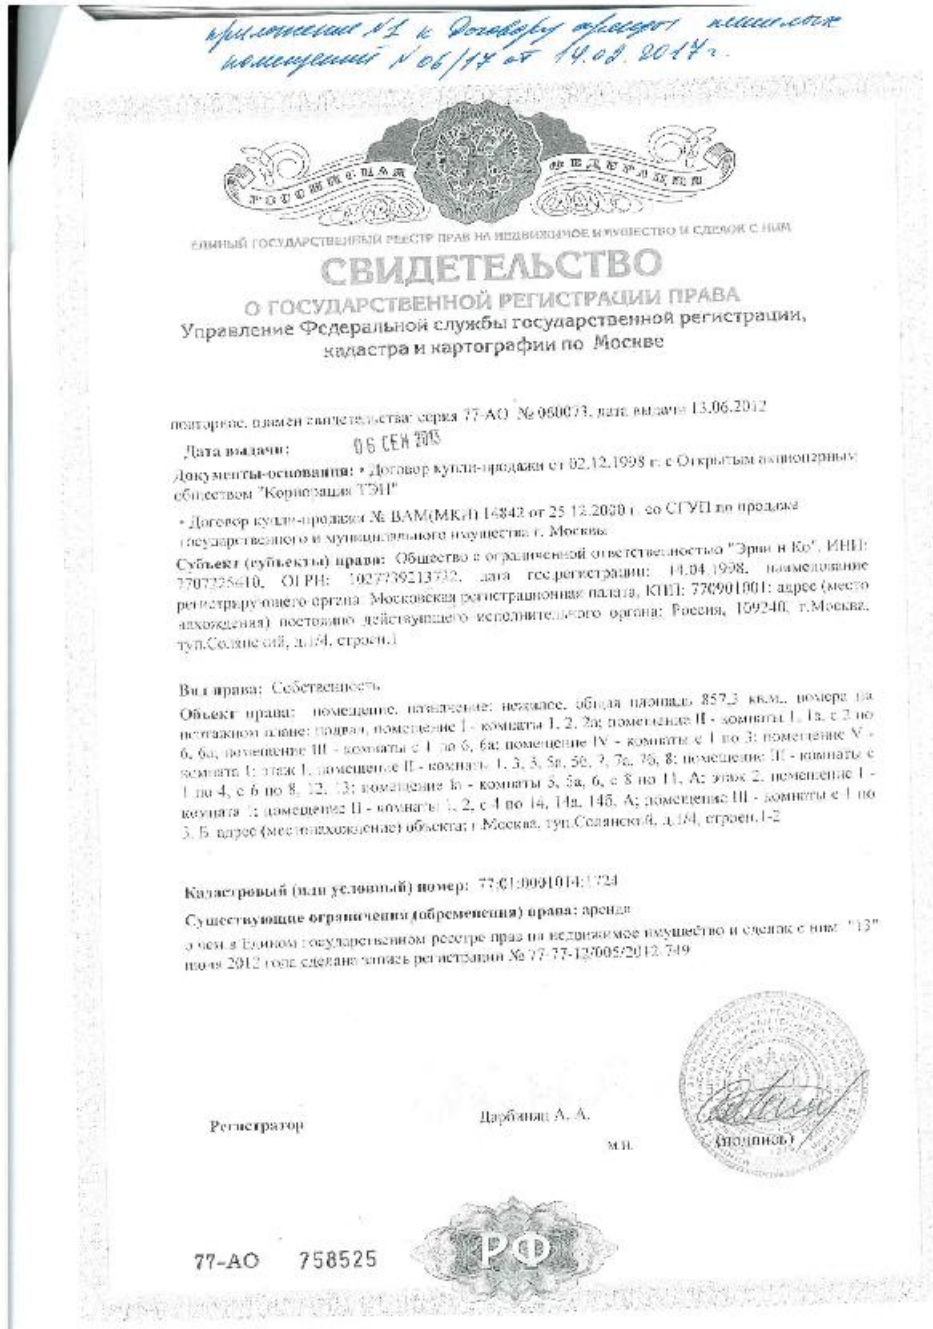 приложение №1 к Договору аренды нежилых
помещений № 06/17 от 14.02.2017 г.
РОССИЙСКАЯ ФЕДЕРАЦИЯ
ЕДИНЫЙ ГОСУДАРСТВЕННЫЙ РЕЕСТР ПРАВ НА НЕДВИЖИМОЕ ИМУЩЕСТВО И СДЕЛОК С НИМ
СВИДЕТЕЛЬСТВО
О ГОСУДАРСТВЕННОЙ РЕГИСТРАЦИИ ПРАВА
Управление Федеральной службы государственной регистрации,
кадастра и картографии по Москве
повторное, взамен свидетельства: серия 77-АО № 060073, дата выдачи 13.06.2012
Дата выдачи: 06 СЕН 2013
Документы-основания: • Договор купли-продажи от 02.12.1998 г. с Открытым акционерным
обществом "Корпорация ТЭН"
• Договор купли-продажи № ВАМ(МКИ) 14842 от 25.12.2000 г. со СГУП по продаже
государственного и муниципального имущества г. Москвы
Субъект (субъекты) права: Общество с ограниченной ответственностью "Эрви и Ко", ИНН:
7707225410, ОГРН: 1027739213732, дата гос.регистрации: 14.04.1998, наименование
регистрирующего органа: Московская регистрационная палата, КПП: 770901001; адрес (место
нахождения) постоянно действующего исполнительного органа: Россия, 109240, г.Москва,
туп.Солянский, д.1/4, строен.1
Вид права: Собственность
Объект права: помещение, назначение: нежилое, общая площадь 857,3 кв.м., номера на
поэтажном плане: подвал, помещение I - комнаты 1, 2, 2а; помещение II - комнаты 1, 1а, с 2 по
6, 6а; помещение III - комнаты с 1 по 6, 6а; помещение IV - комнаты с 1 по 3; помещение V -
комната 1; этаж 1, помещение II - комнаты 1, 3, 5, 5а, 5б, 7, 7а, 7б, 8; помещение III - комнаты с
1 по 4, с 6 по 8, 12, 13; помещение Iа - комнаты 5, 5а, 6, с 8 по 11, А; этаж 2, помещение I -
комната 1; помещение II - комнаты 1, 2, с 4 по 14, 14а, 14б, А; помещение III - комнаты с 1 по
5, Б, адрес (местонахождение) объекта: г.Москва, туп.Солянский, д.1/4, строен.1-2
Кадастровый (или условный) номер: 77:01:0001014:1724
Существующие ограничения (обременения) права: аренда
о чем в Едином государственном реестре прав на недвижимое имущество и сделок с ним "13"
июня 2012 года сделана запись регистрации № 77-77-12/005/2012-749
Регистратор Дарбинян А. А.
м.п. (подпись)
77-АО 758525
РФ